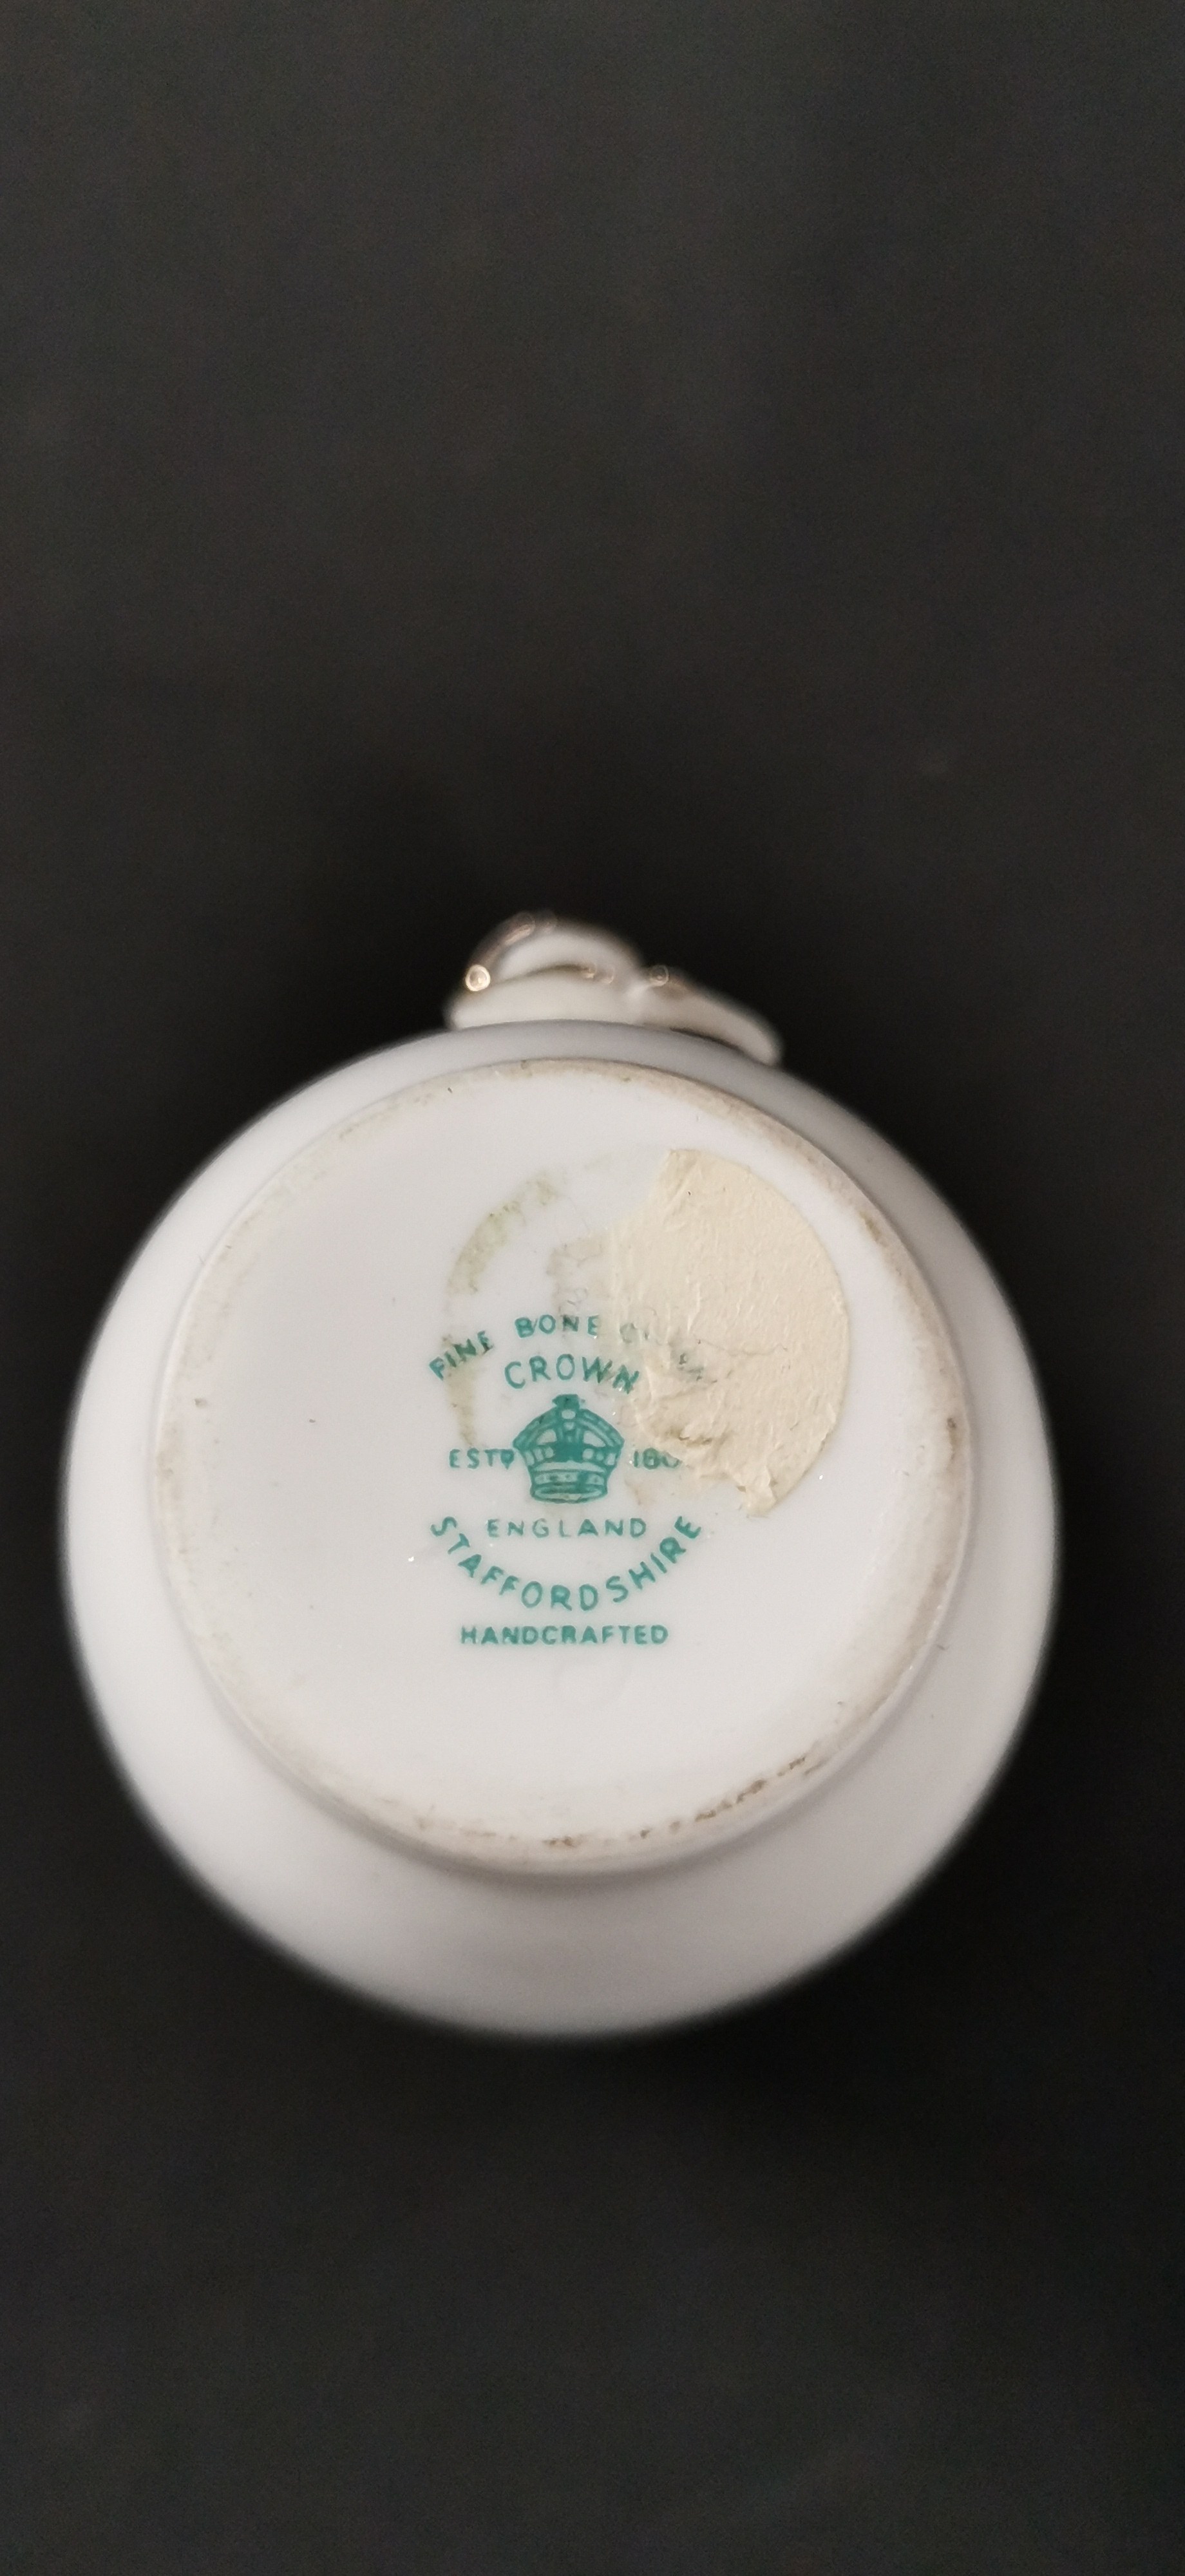 FINE BONE
CROWN
ESTD
ENGLAND
STAFFORDSHIRE
HANDCRAFTED